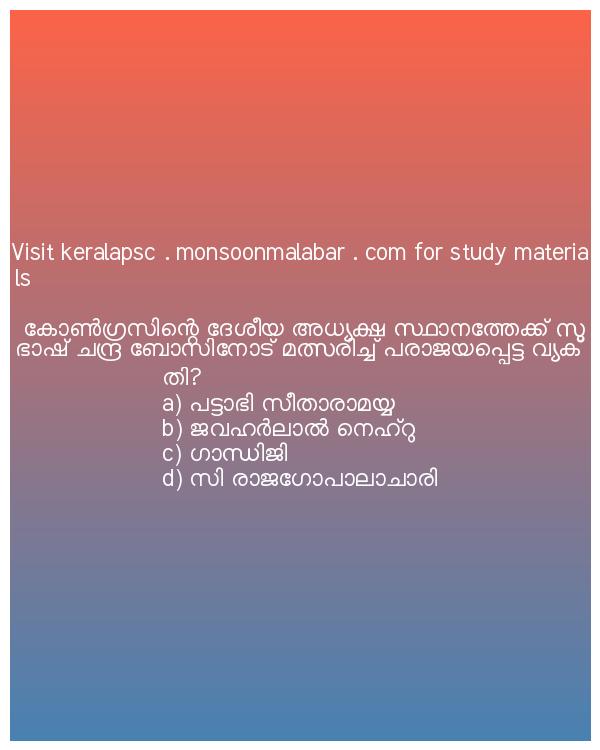 Visit keralapsc . monsoonmalabar . com for study materia
ls
കോൺഗ്രസിന്റെ ദേശീയ അധ്യക്ഷ സ്ഥാനത്തേക്ക് സു
ഭാഷ് ചന്ദ്ര ബോസിനോട് മത്സരിച്ച് പരാജയപ്പെട്ട വ്യക്
തി?
a) പട്ടാഭി സീതാരാമയ്യ
b) ജവഹർലാൽ നെഹ്റു
c) ഗാന്ധിജി
d) സി രാജഗോപാലാചാരി